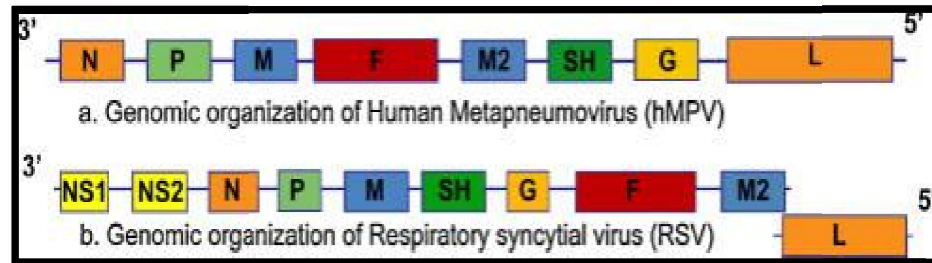 3' 5'
N P M F M2 SH G L
a. Genomic organization of Human Metapneumovirus (hMPV)
3' 5
NS1 NS2 N P M SH G F M2 L
b. Genomic organization of Respiratory syncytial virus (RSV)